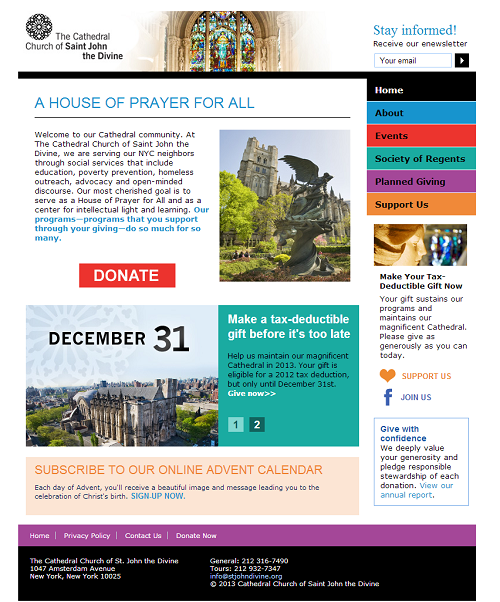 The Cathedral
Church of Saint John
the Divine
Stay informed!
Receive our enewsletter
Your email
Home
About
Events
Society of Regents
Planned Giving
Support Us
A HOUSE OF PRAYER FOR ALL
Welcome to our Cathedral community. At
The Cathedral Church of Saint John the
Divine, we are serving our NYC neighbors
through social services that include
education, poverty prevention, homeless
outreach, advocacy and open-minded
discourse. Our most cherished goal is to
serve as a House of Prayer for All and as a
center for intellectual light and learning. Our
programs—programs that you support
through your giving—do so much for so
many.
DONATE
Make Your Tax-
Deductible Gift Now
Your gift sustains our
programs and
maintains our
magnificent Cathedral.
Please give as
generously as you can
today.
SUPPORT US
JOIN US
DECEMBER 31
Make a tax-deductible
gift before it's too late
Help us maintain our magnificent
Cathedral in 2013. Your gift is
eligible for a 2012 tax deduction,
but only until December 31st.
Give now>>
1 2
Give with
confidence
We deeply value
your generosity and
pledge responsible
stewardship of each
donation. View our
annual report.
SUBSCRIBE TO OUR ONLINE ADVENT CALENDAR
Each day of Advent, you'll receive a beautiful image and message leading you to the
celebration of Christ's birth. SIGN-UP NOW.
Home | Privacy Policy | Contact Us | Donate Now
The Cathedral Church of St. John the Divine
1047 Amsterdam Avenue
New York, New York 10025
General: 212 316-7490
Tours: 212 932-7347
info@stjohndivine.org
© 2013 Cathedral Church of Saint John the Divine